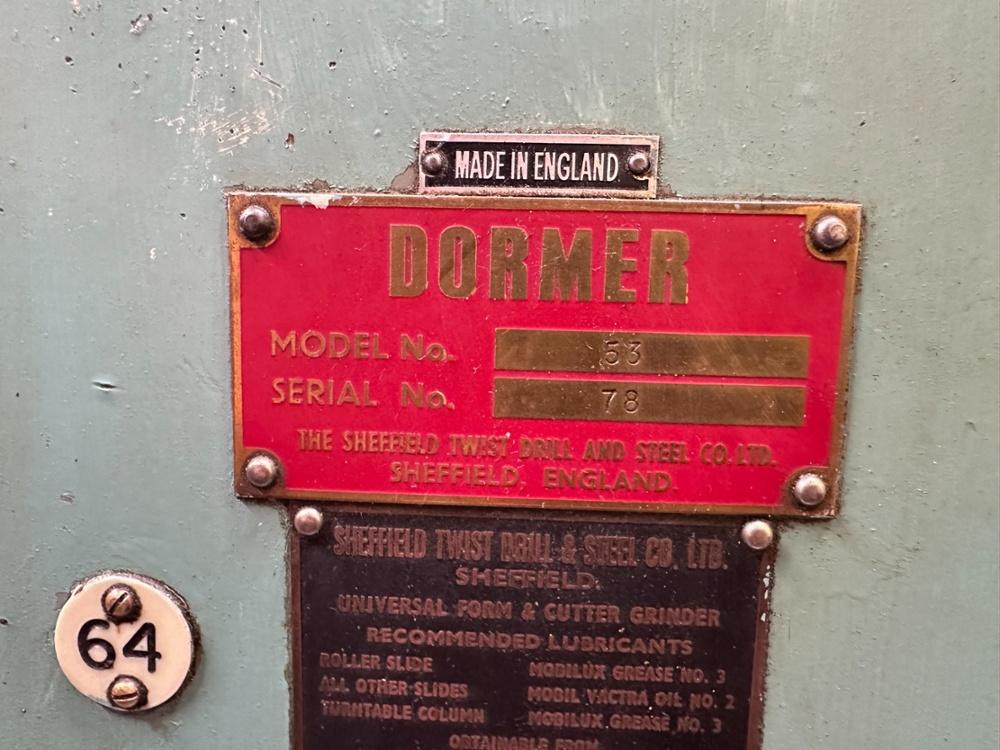 MADE IN ENGLAND
DORMER
MODEL No. 53
SERIAL No. 78
THE SHEFFIELD TWIST DRILL AND STEEL CO. LTD.
SHEFFIELD, ENGLAND.
SHEFFIELD TWIST DRILL & STEEL CO. LTD.
SHEFFIELD.
UNIVERSAL FORM & CUTTER GRINDER
RECOMMENDED LUBRICANTS
ROLLER SLIDE MOBILUX GREASE NO. 3
ALL OTHER SLIDES MOBIL VACTRA OIL NO. 2
TURNTABLE COLUMN MOBILUX GREASE NO. 3
OBTAINABLE FROM
64